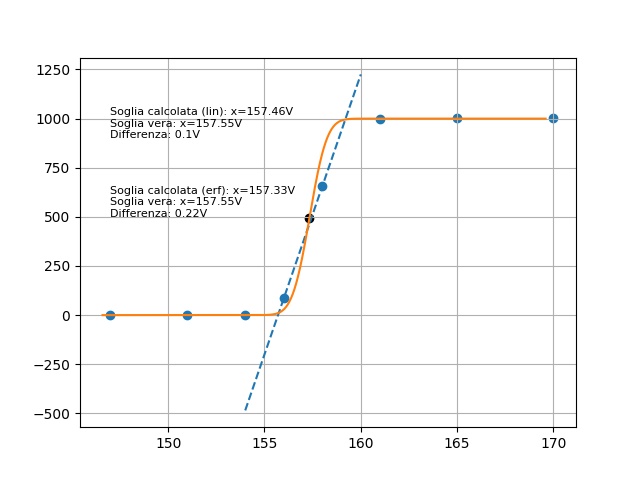 1250
1000
750
500
250
0
−250
−500
Soglia calcolata (lin): x=157.46V
Soglia vera: x=157.55V
Differenza: 0.1V
Soglia calcolata (erf): x=157.33V
Soglia vera: x=157.55V
Differenza: 0.22V
150
155
160
165
170